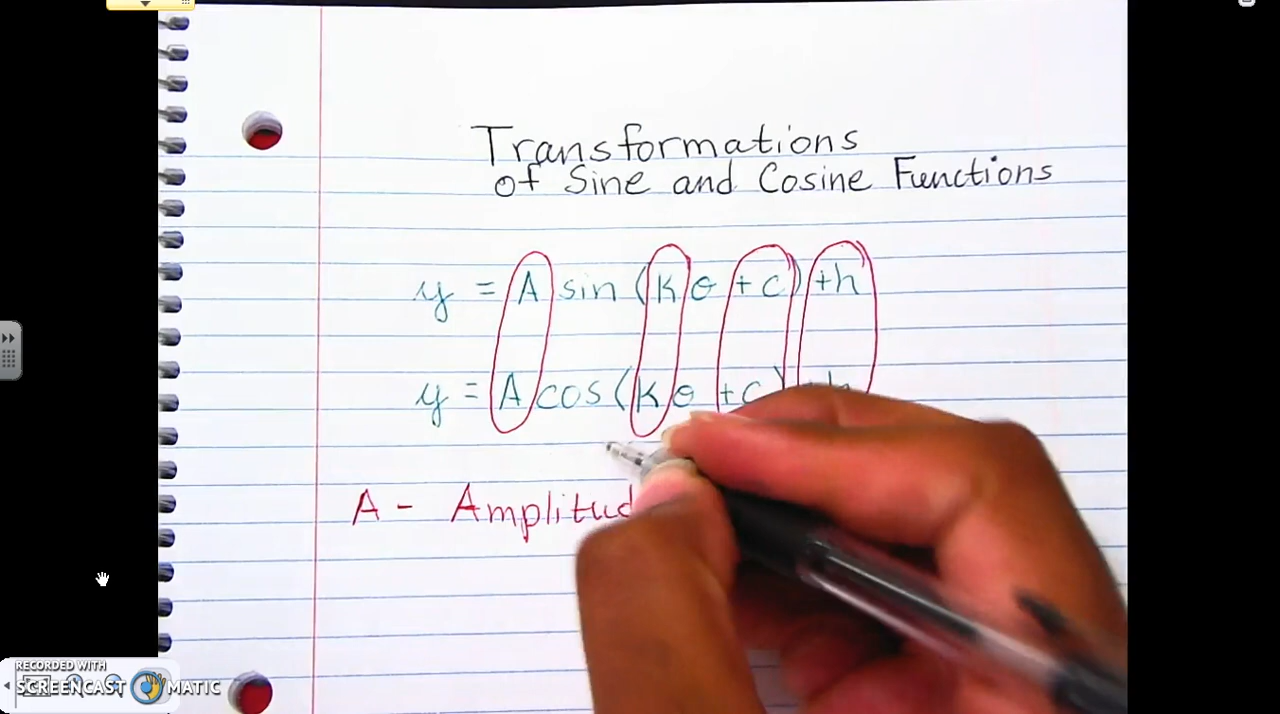 Transformations
of Sine and Cosine Functions
y = A sin (kθ + c) + h
y = A cos (kθ + c) + h
A - Amplitud
RECORDED WITH
SCREENCAST MATIC